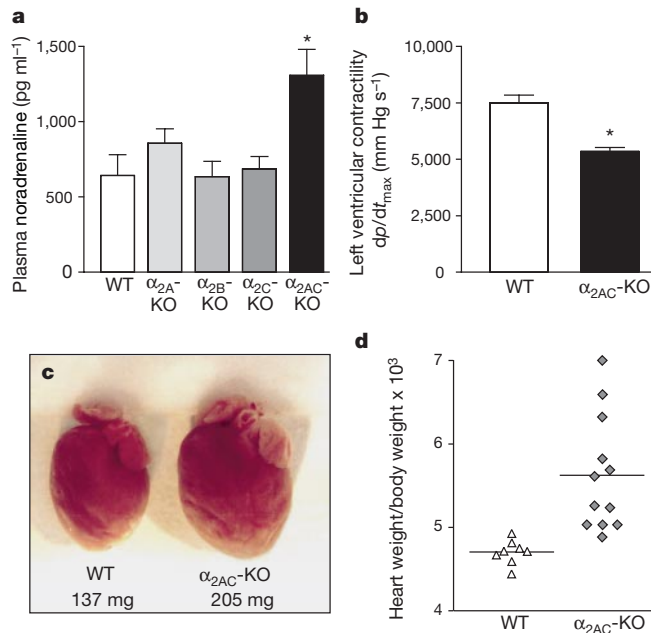 a
Plasma noradrenaline (pg ml⁻¹)
1,500
1,000
500
0
*
WT
α2A-
KO
α2B-
KO
α2C-
KO
α2AC-
KO
b
Left ventricular contractility
dp/dtmax (mm Hg s⁻¹)
10,000
7,500
5,000
2,500
0
*
WT
α2AC-KO
c
WT
137 mg
α2AC-KO
205 mg
d
Heart weight/body weight x 10³
7
6
5
4
WT
α2AC-KO